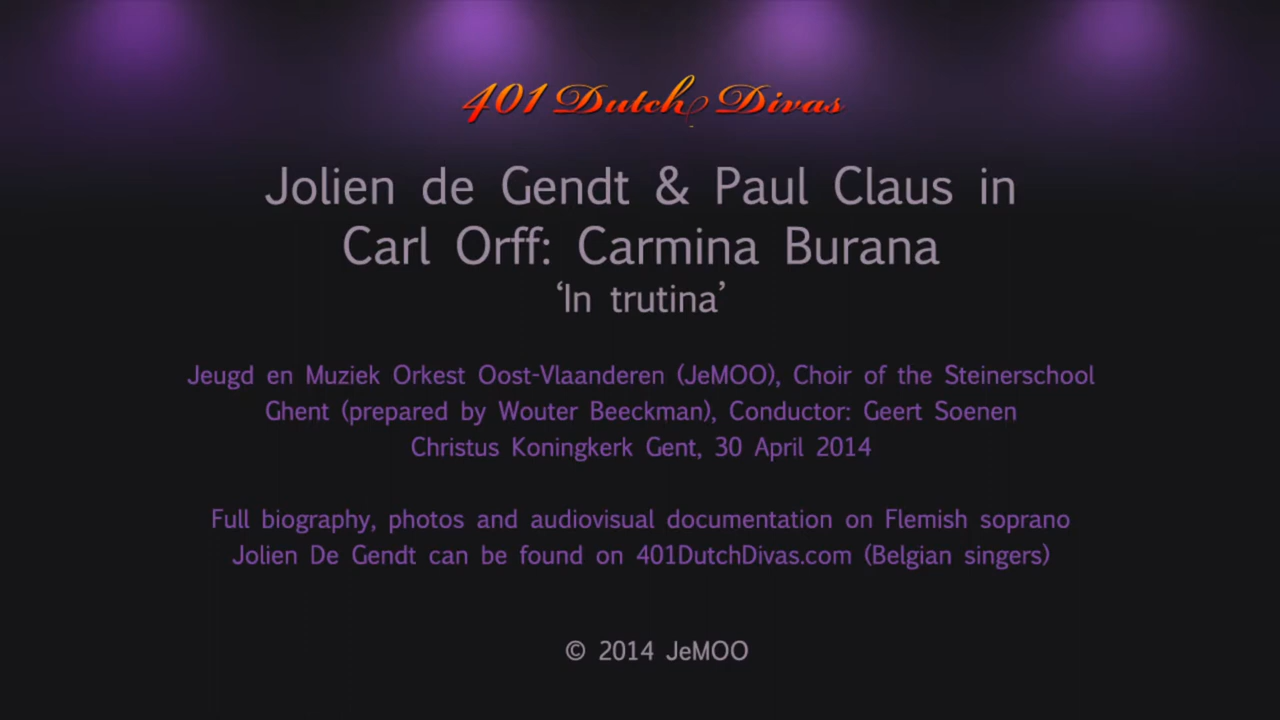 401 Dutch Divas
Jolien de Gendt & Paul Claus in
Carl Orff: Carmina Burana
‘In trutina’
Jeugd en Muziek Orkest Oost-Vlaanderen (JeMOO), Choir of the Steinerschool
Ghent (prepared by Wouter Beeckman), Conductor: Geert Soenen
Christus Koningkerk Gent, 30 April 2014
Full biography, photos and audiovisual documentation on Flemish soprano
Jolien De Gendt can be found on 401DutchDivas.com (Belgian singers)
© 2014 JeMOO